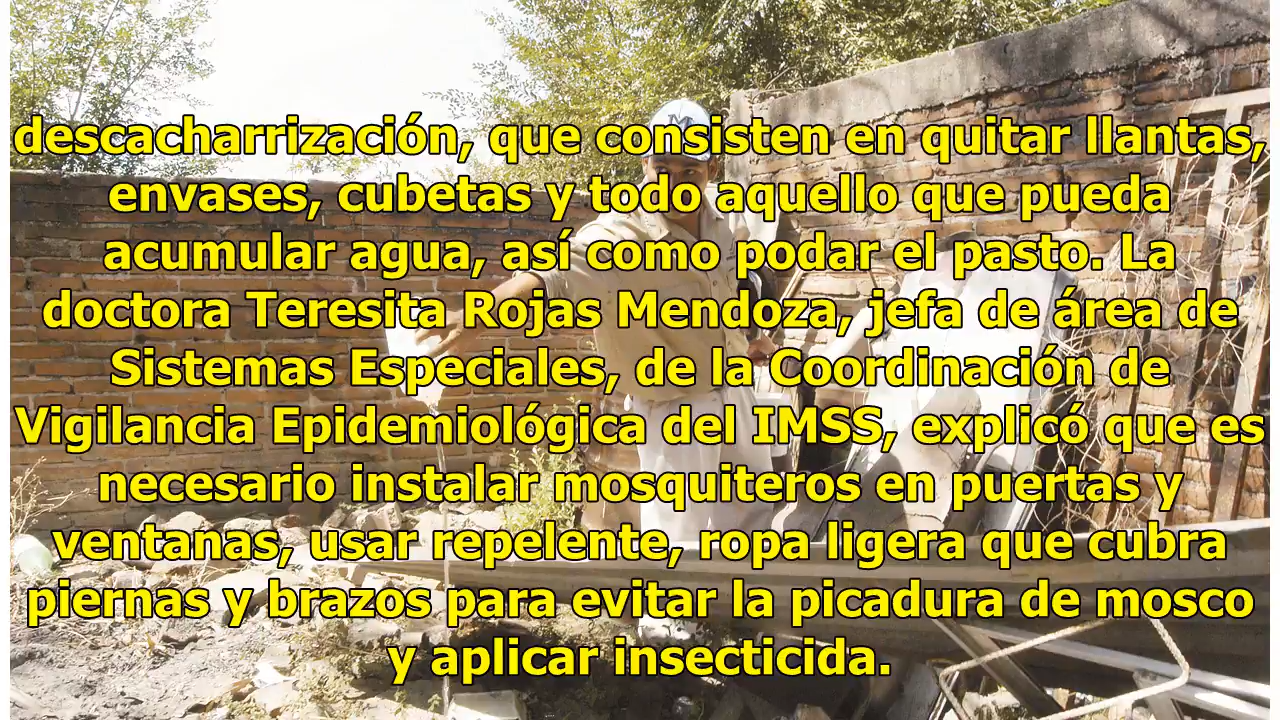 descacharrización, que consisten en quitar llantas,
envases, cubetas y todo aquello que pueda
acumular agua, así como podar el pasto. La
doctora Teresita Rojas Mendoza, jefa de área de
Sistemas Especiales, de la Coordinación de
Vigilancia Epidemiológica del IMSS, explicó que es
necesario instalar mosquiteros en puertas y
ventanas, usar repelente, ropa ligera que cubra
piernas y brazos para evitar la picadura de mosco
y aplicar insecticida.